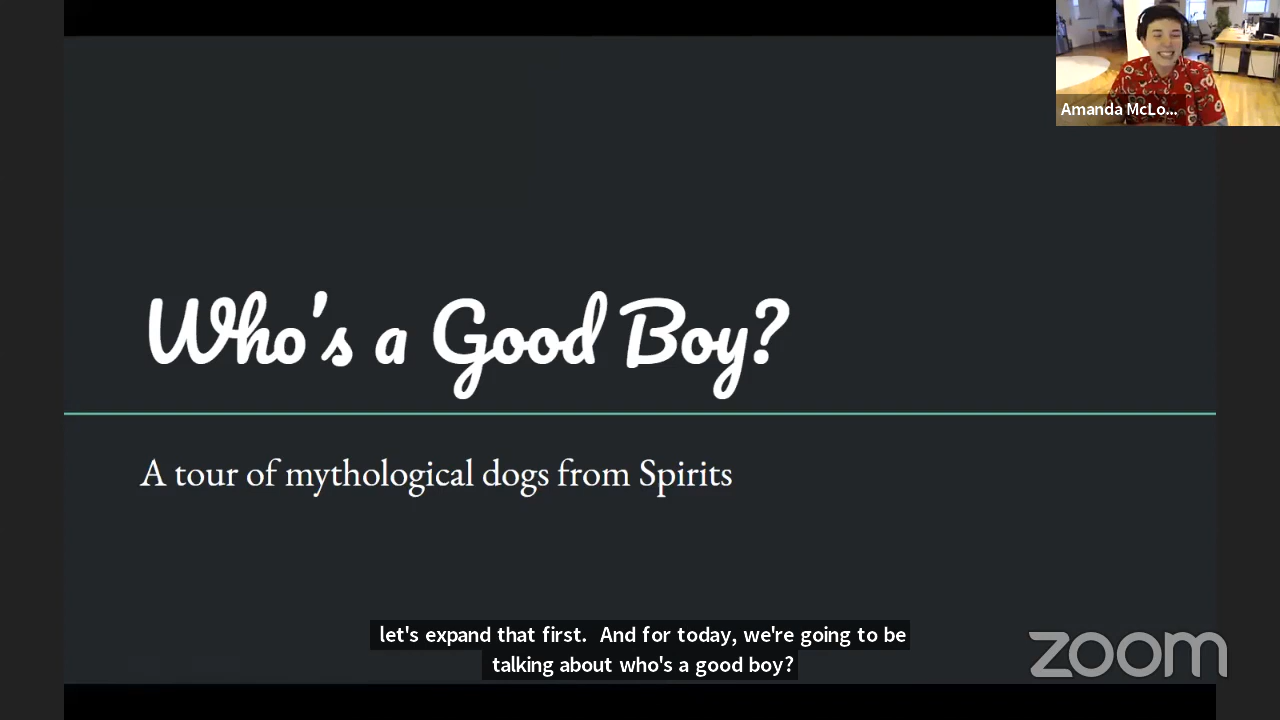 Amanda McLo...
Who's a Good Boy?
A tour of mythological dogs from Spirits
let's expand that first. And for today, we're going to be
talking about who's a good boy?
zoom